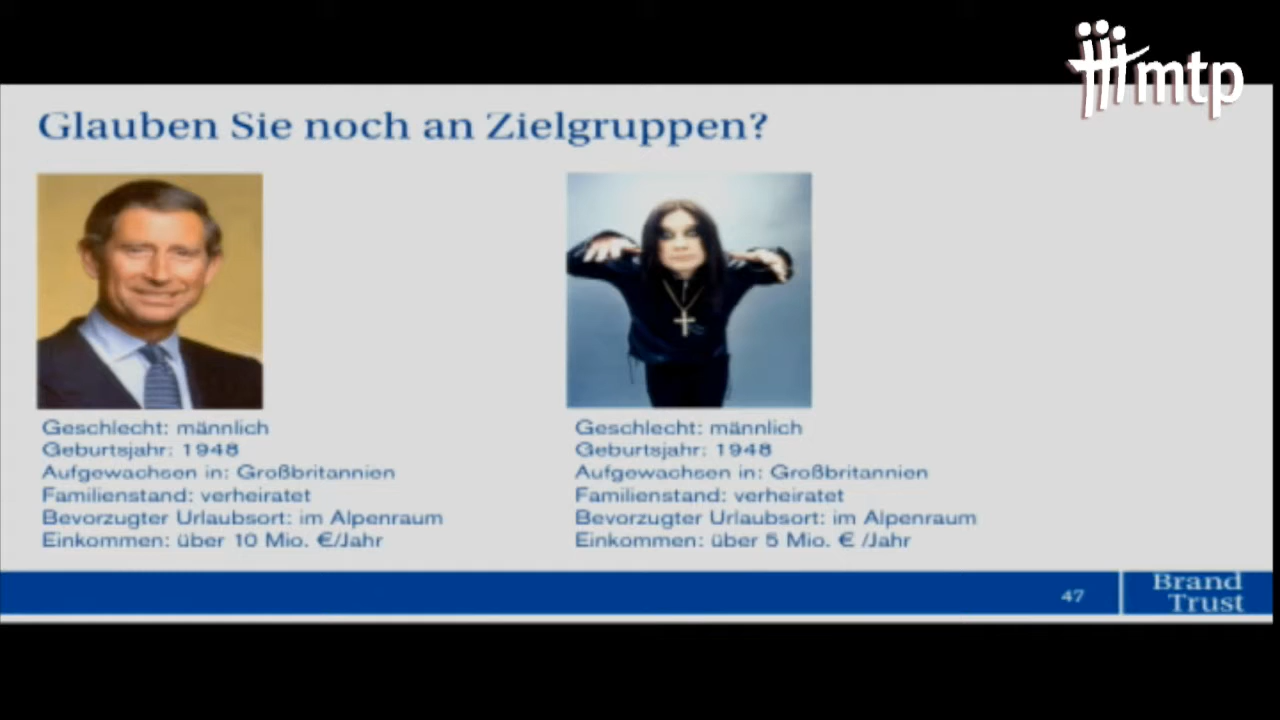 mtp
Glauben Sie noch an Zielgruppen?
Geschlecht: männlich
Geburtsjahr: 1948
Aufgewachsen in: Großbritannien
Familienstand: verheiratet
Bevorzugter Urlaubsort: im Alpenraum
Einkommen: über 10 Mio. €/Jahr
Geschlecht: männlich
Geburtsjahr: 1948
Aufgewachsen in: Großbritannien
Familienstand: verheiratet
Bevorzugter Urlaubsort: im Alpenraum
Einkommen: über 5 Mio. € /Jahr
47
Brand
Trust